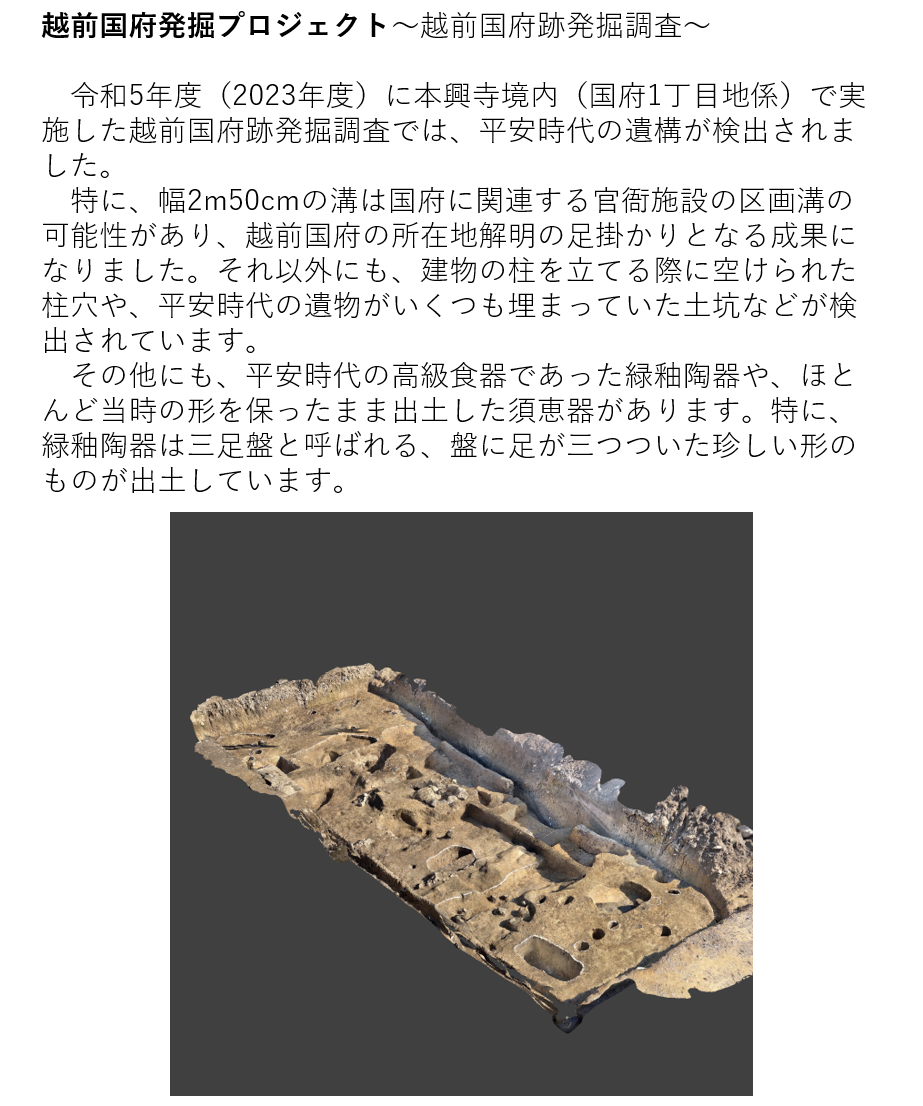 越前国府発掘プロジェクト～越前国府跡発掘調査～
　令和5年度（2023年度）に本興寺境内（国府1丁目地係）で実
施した越前国府跡発掘調査では、平安時代の遺構が検出されま
した。
　特に、幅2m50cmの溝は国府に関連する官衙施設の区画溝の
可能性があり、越前国府の所在地解明の足掛かりとなる成果に
なりました。それ以外にも、建物の柱を立てる際に空けられた
柱穴や、平安時代の遺物がいくつも埋まっていた土坑などが検
出されています。
　その他にも、平安時代の高級食器であった緑釉陶器や、ほと
んど当時の形を保ったまま出土した須恵器があります。特に、
緑釉陶器は三足盤と呼ばれる、盤に足が三つついた珍しい形の
ものが出土しています。